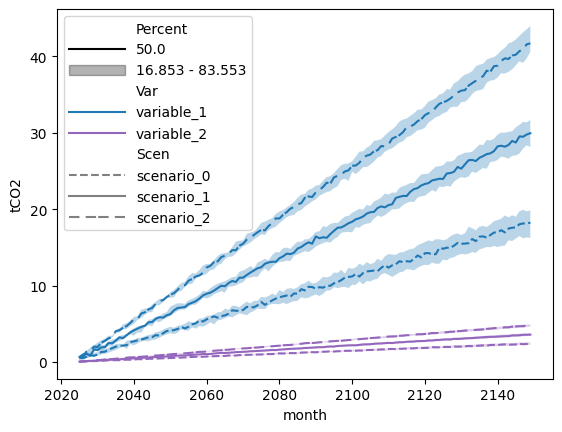 Percent
50.0
16.853 - 83.553
Var
variable_1
variable_2
Scen
scenario_0
scenario_1
scenario_2
40
30
20
10
0
tCO2
2020
2040
2060
2080
2100
2120
2140
month